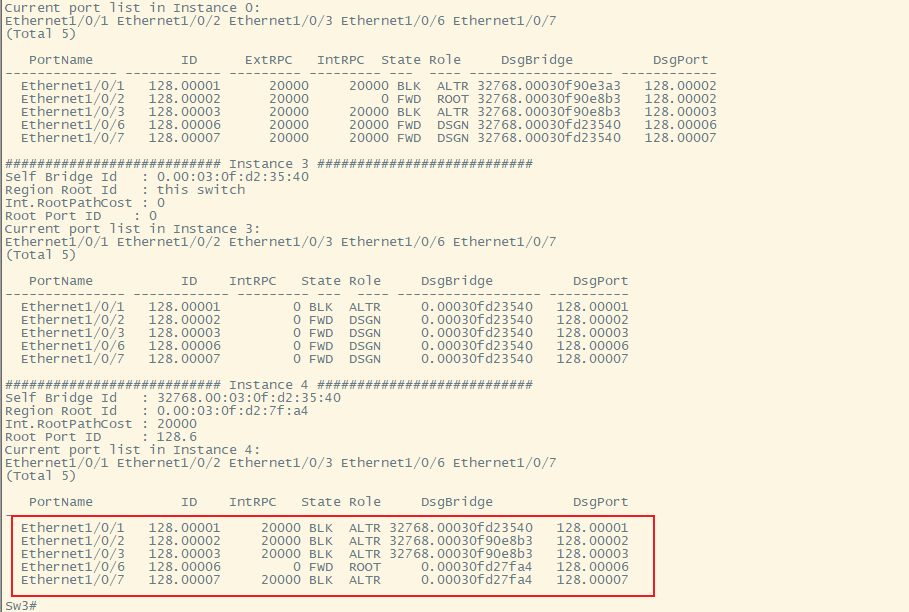 Current port list in Instance 0:
Ethernet1/0/1 Ethernet1/0/2 Ethernet1/0/3 Ethernet1/0/6 Ethernet1/0/7
(Total 5)
PortName ID ExtRPC IntRPC State Role DsgBridge DsgPort
-------------- ------------ --------- --------- --- ---- ------------------ ------------
Ethernet1/0/1 128.00001 20000 20000 BLK ALTR 32768.00030f90e3a3 128.00002
Ethernet1/0/2 128.00002 20000 0 FWD ROOT 32768.00030f90e8b3 128.00002
Ethernet1/0/3 128.00003 20000 20000 BLK ALTR 32768.00030f90e8b3 128.00003
Ethernet1/0/6 128.00006 20000 20000 FWD DSGN 32768.00030fd23540 128.00006
Ethernet1/0/7 128.00007 20000 20000 FWD DSGN 32768.00030fd23540 128.00007
########################### Instance 3 ###########################
Self Bridge Id : 0.00:03:0f:d2:35:40
Region Root Id : this switch
Int.RootPathCost : 0
Root Port ID : 0
Current port list in Instance 3:
Ethernet1/0/1 Ethernet1/0/2 Ethernet1/0/3 Ethernet1/0/6 Ethernet1/0/7
(Total 5)
PortName ID IntRPC State Role DsgBridge DsgPort
--------------- ------------ --------- --- ---- ------------------ ----------
Ethernet1/0/1 128.00001 0 BLK ALTR 0.00030fd23540 128.00001
Ethernet1/0/2 128.00002 0 FWD DSGN 0.00030fd23540 128.00002
Ethernet1/0/3 128.00003 0 FWD DSGN 0.00030fd23540 128.00003
Ethernet1/0/6 128.00006 0 FWD DSGN 0.00030fd23540 128.00006
Ethernet1/0/7 128.00007 0 FWD DSGN 0.00030fd23540 128.00007
########################### Instance 4 ###########################
Self Bridge Id : 32768.00:03:0f:d2:35:40
Region Root Id : 0.00:03:0f:d2:7f:a4
Int.RootPathCost : 20000
Root Port ID : 128.6
Current port list in Instance 4:
Ethernet1/0/1 Ethernet1/0/2 Ethernet1/0/3 Ethernet1/0/6 Ethernet1/0/7
(Total 5)
PortName ID IntRPC State Role DsgBridge DsgPort
Ethernet1/0/1 128.00001 20000 BLK ALTR 32768.00030fd23540 128.00001
Ethernet1/0/2 128.00002 20000 BLK ALTR 32768.00030f90e8b3 128.00002
Ethernet1/0/3 128.00003 20000 BLK ALTR 32768.00030f90e8b3 128.00003
Ethernet1/0/6 128.00006 0 FWD ROOT 0.00030fd27fa4 128.00006
Ethernet1/0/7 128.00007 20000 BLK ALTR 0.00030fd27fa4 128.00007
Sw3#